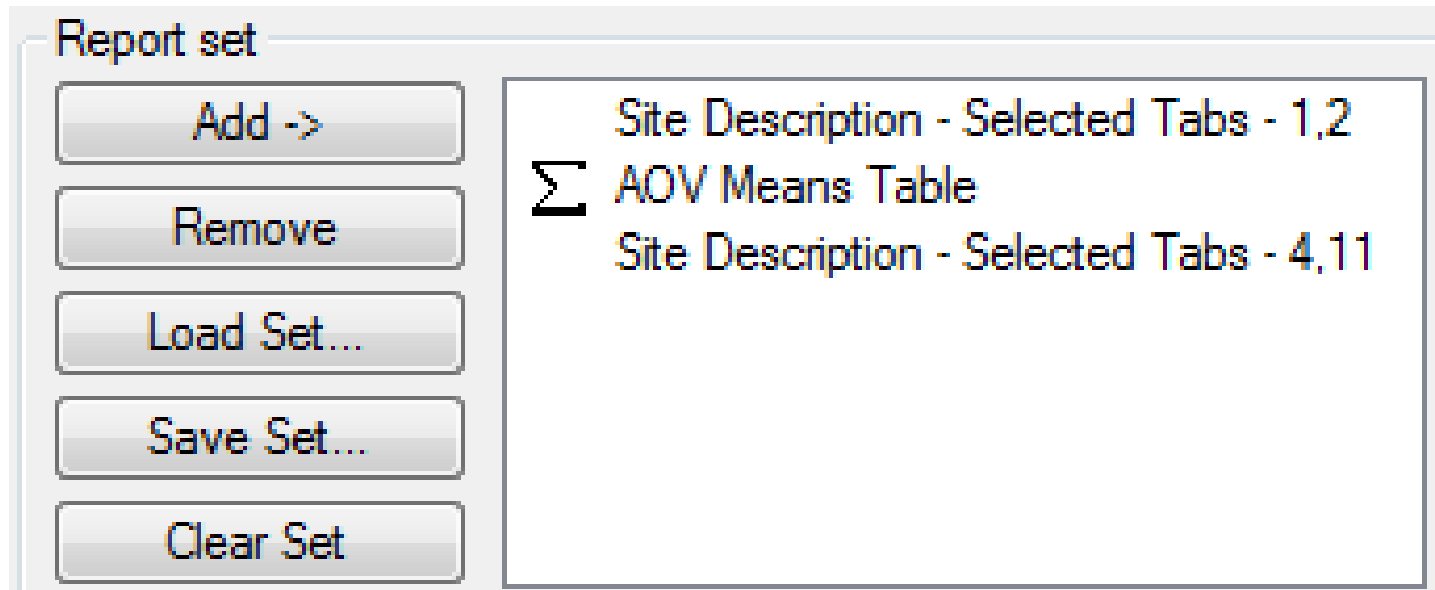 Report set
Add ->
Remove
Load Set...
Save Set...
Clear Set
Site Description - Selected Tabs - 1,2
Σ AOV Means Table
Site Description - Selected Tabs - 4,11